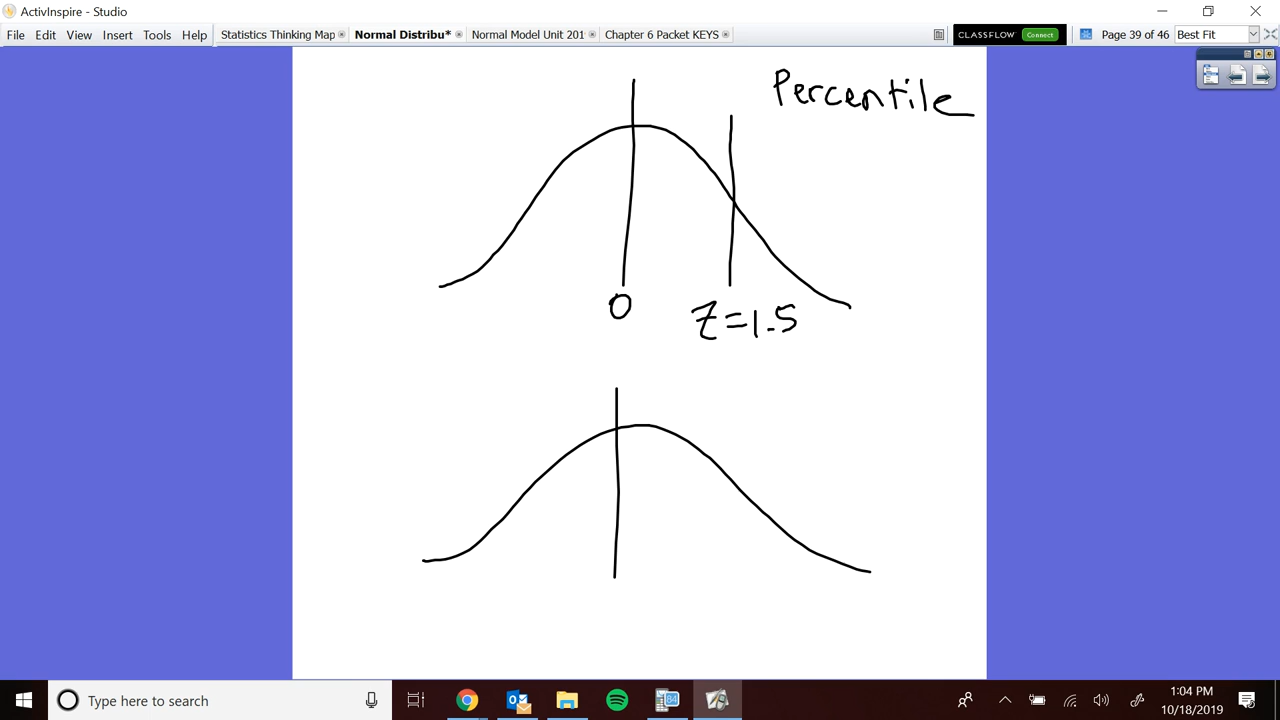 ActivInspire - Studio
File Edit View Insert Tools Help Statistics Thinking Map Normal Distribu* Normal Model Unit 201 Chapter 6 Packet KEYS CLASSFLOW Connect Page 39 of 46 Best Fit
Percentile
0 Z=1.5
Type here to search
1:04 PM
10/18/2019